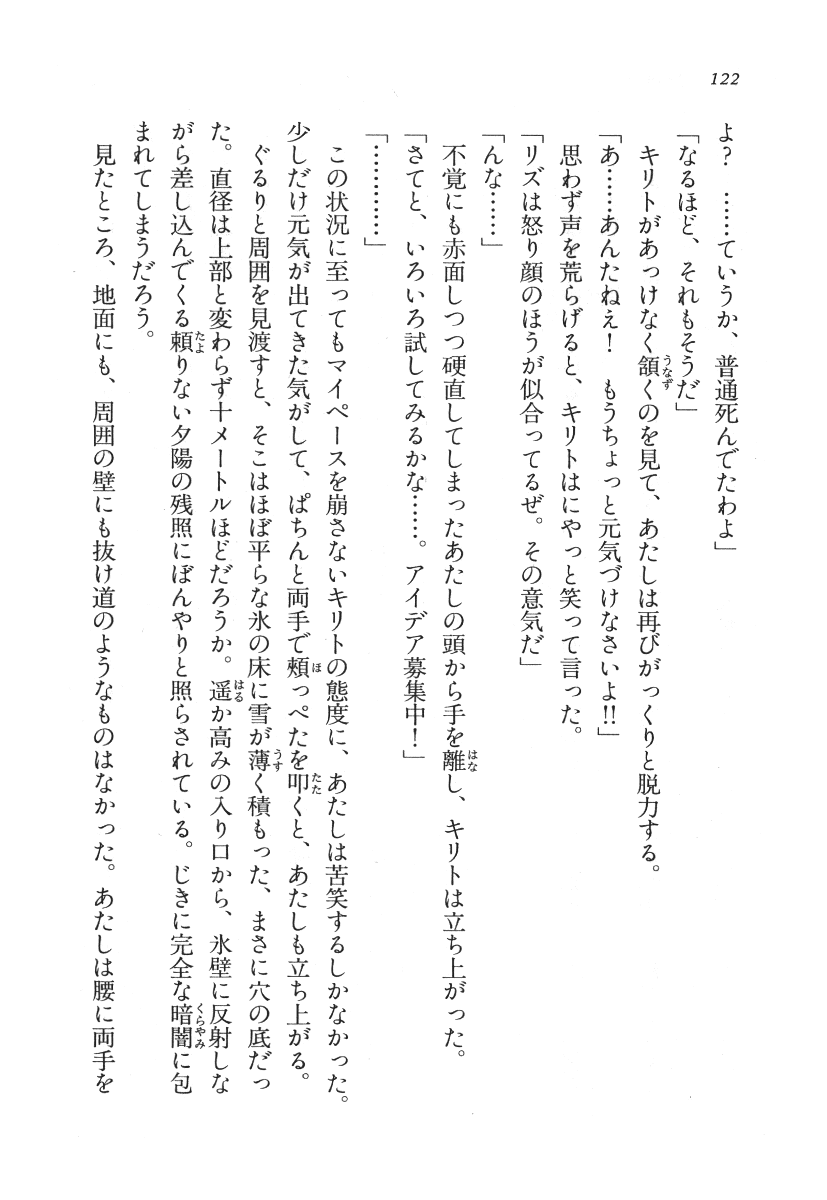 122
よ？　……ていうか、普通死んでたわよ」
「なるほど、それもそうだ」
キリトがあっけなく頷くのを見て、あたしは再びがっくりと脱力する。
「あ……あんたねぇ！　もうちょっと元気づけなさいよ!!」
思わず声を荒らげると、キリトはにやっと笑って言った。
「リズは怒り顔のほうが似合ってるぜ。その意気だ」
「んな……」
不覚にも赤面しつつ硬直してしまったあたしの頭から手を離し、キリトは立ち上がった。
「さてと、いろいろ試してみるかな……。アイデア募集中！」
「…………」
この状況に至ってもマイペースを崩さないキリトの態度に、あたしは苦笑するしかなかった。
少しだけ元気が出てきた気がして、ぱちんと両手で頬っぺたを叩くと、あたしも立ち上がる。
ぐるりと周囲を見渡すと、そこはほぼ平らな氷の床に雪が薄く積もった、まさに穴の底だっ
た。直径は上部と変わらず十メートルほどだろうか。遥か高みの入り口から、氷壁に反射しな
がら差し込んでくる頼りない夕陽の残照にぼんやりと照らされている。じきに完全な暗闇に包
まれてしまうだろう。
見たところ、地面にも、周囲の壁にも抜け道のようなものはなかった。あたしは腰に両手を